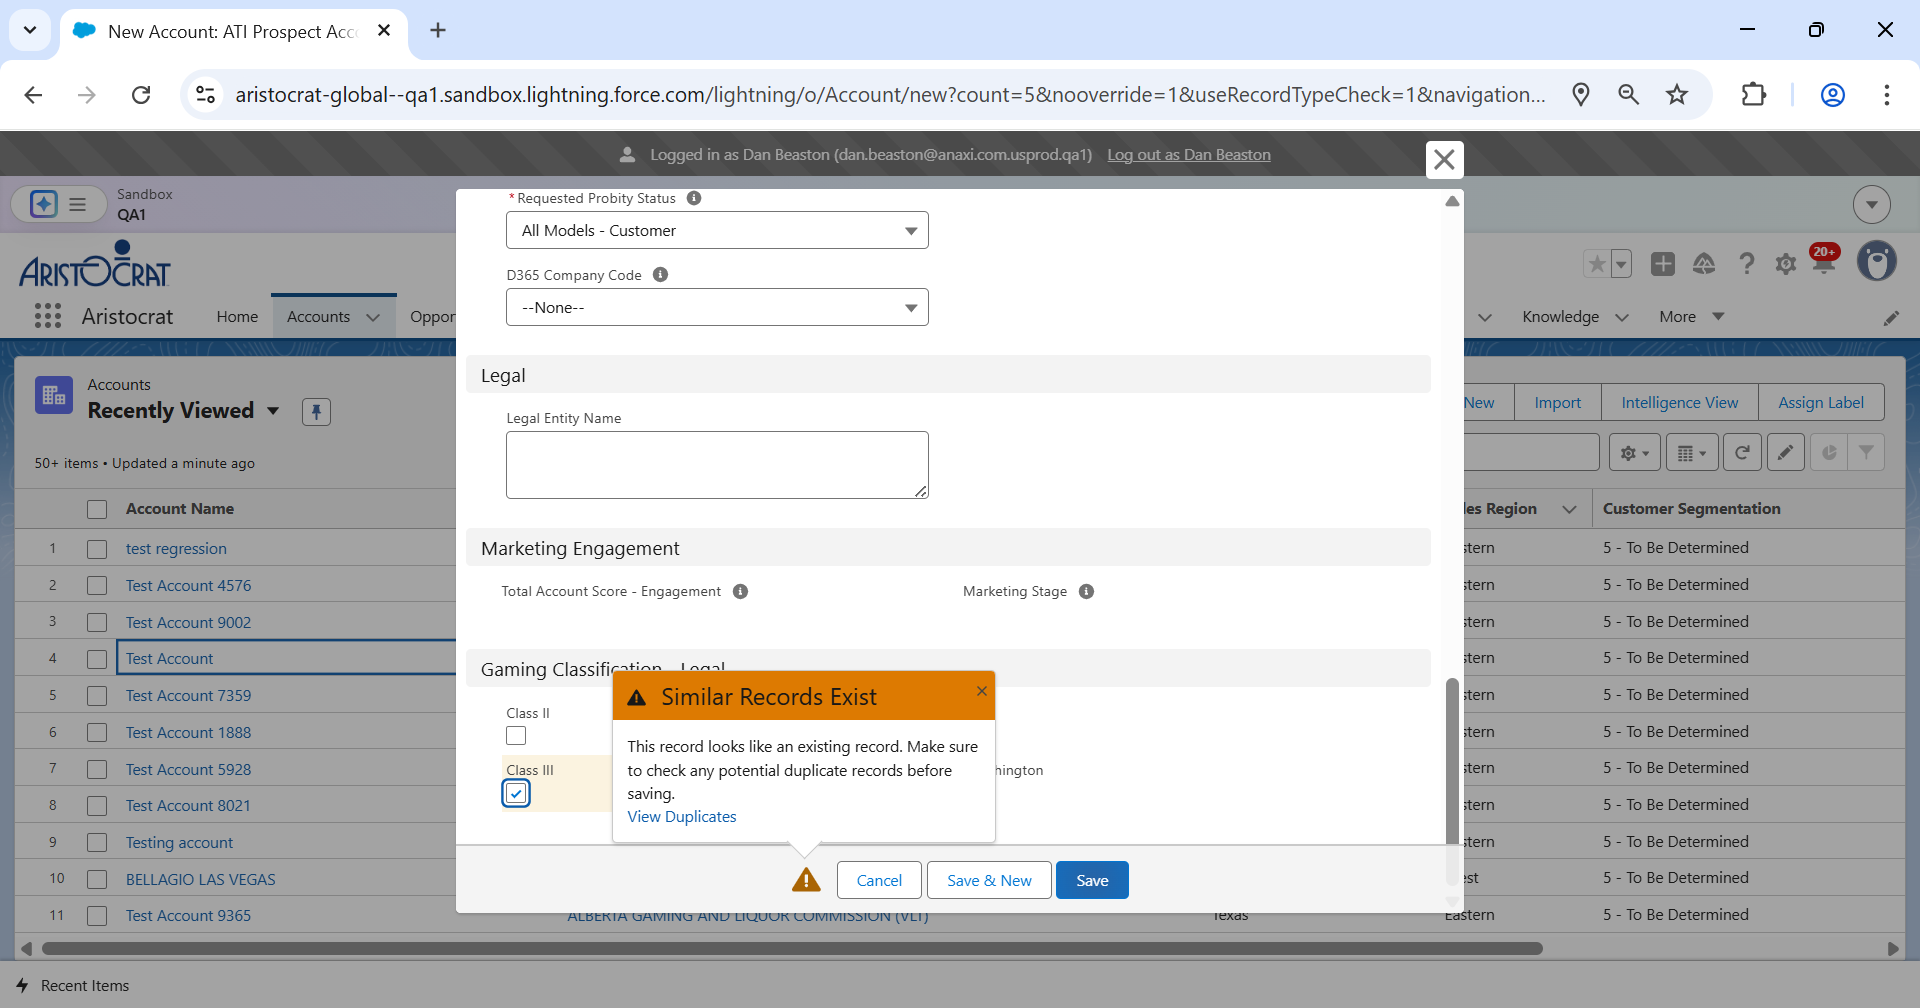 New Account: ATI Prospect Acc
aristocrat-global--qa1.sandbox.lightning.force.com/lightning/o/Account/new?count=5&nooverride=1&useRecordTypeCheck=1&navigation...
Logged in as Dan Beaston (dan.beaston@anaxi.com.usprod.qa1) Log out as Dan Beaston
Sandbox
QA1
ARISTOCRAT
20+
Aristocrat Home Accounts Oppor Knowledge More
Accounts
Recently Viewed
New Import Intelligence View Assign Label
50+ items • Updated a minute ago
Account Name les Region Customer Segmentation
1 test regression stern 5 - To Be Determined
2 Test Account 4576 stern 5 - To Be Determined
3 Test Account 9002 stern 5 - To Be Determined
4 Test Account stern 5 - To Be Determined
5 Test Account 7359 stern 5 - To Be Determined
6 Test Account 1888 stern 5 - To Be Determined
7 Test Account 5928 stern 5 - To Be Determined
8 Test Account 8021 stern 5 - To Be Determined
9 Testing account stern 5 - To Be Determined
10 BELLAGIO LAS VEGAS est 5 - To Be Determined
11 Test Account 9365 ALBERTA GAMING AND LIQUOR COMMISSION (VLT) Texas Eastern 5 - To Be Determined
* Requested Probity Status
All Models - Customer
D365 Company Code
--None--
Legal
Legal Entity Name
Marketing Engagement
Total Account Score - Engagement Marketing Stage
Gaming Classification - Legal
Class II
Class III hington
Similar Records Exist
This record looks like an existing record. Make sure
to check any potential duplicate records before
saving.
View Duplicates
Cancel Save & New Save
Recent Items